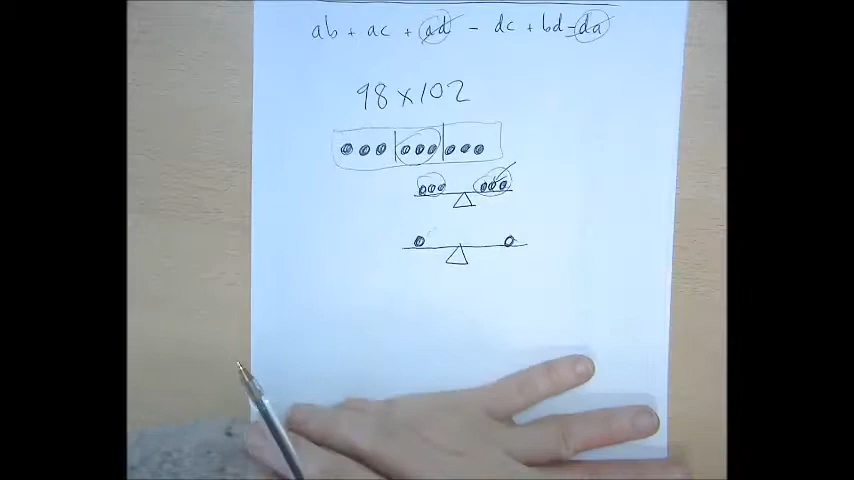 ab + ac + ad - dc + bd - da
98 x 102